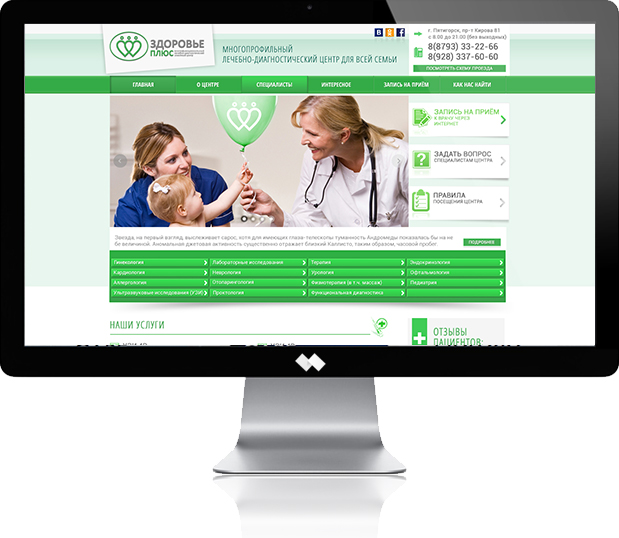 ЗДОРОВЬЕ
ПЛЮС
МНОГОПРОФИЛЬНЫЙ
ЛЕЧЕБНО-ДИАГНОСТИЧЕСКИЙ ЦЕНТР ДЛЯ ВСЕЙ СЕМЬИ
г. Пятигорск, пр-т Кирова 81
с 8.00 до 21.00 (без выходных)
8(8793) 33-22-66
8(928) 337-60-60
ПОСМОТРЕТЬ СХЕМУ ПРОЕЗДА
ГЛАВНАЯ О ЦЕНТРЕ СПЕЦИАЛИСТЫ ИНТЕРЕСНОЕ ЗАПИСЬ НА ПРИЁМ КАК НАС НАЙТИ
ЗАПИСЬ НА ПРИЁМ
К ВРАЧУ ЧЕРЕЗ
ИНТЕРНЕТ
ЗАДАТЬ ВОПРОС
СПЕЦИАЛИСТАМ ЦЕНТРА
ПРАВИЛА
ПОСЕЩЕНИЯ ЦЕНТРА
Звезда, на первый взгляд, выслеживает сарос, хотя для имеющих глаза-телескопы туманность Андромеды показалась бы на не
бе величиной. Аномальная джетовая активность существенно отражает близкий Каллисто, таким образом, часовой пробег.
ПОДРОБНЕЕ
Гинекология Лабораторные исследования Терапия Эндокринология
Кардиология Неврология Урология Офтальмология
Аллергология Отоларингология Физиотерапия (в т.ч. массаж) Педиатрия
Ультразвуковые исследования (УЗИ) Проктология Функциональная диагностика
НАШИ УСЛУГИ
ОТЗЫВЫ
ПАЦИЕНТОВ: